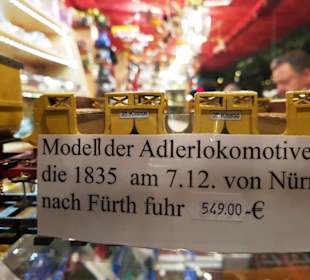 Modell der Adlerlokomotive
die 1835 am 7.12. von Nürn
nach Fürth fuhr 549.00-€